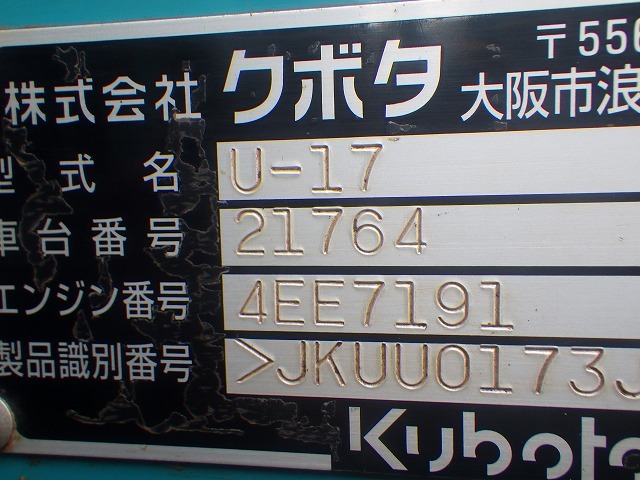 〒556
株式会社 クボタ 大阪市浪
型式名 U-17
車台番号 21764
エンジン番号 4EE7191
製品識別番号 >JKUU0173J
Kubota